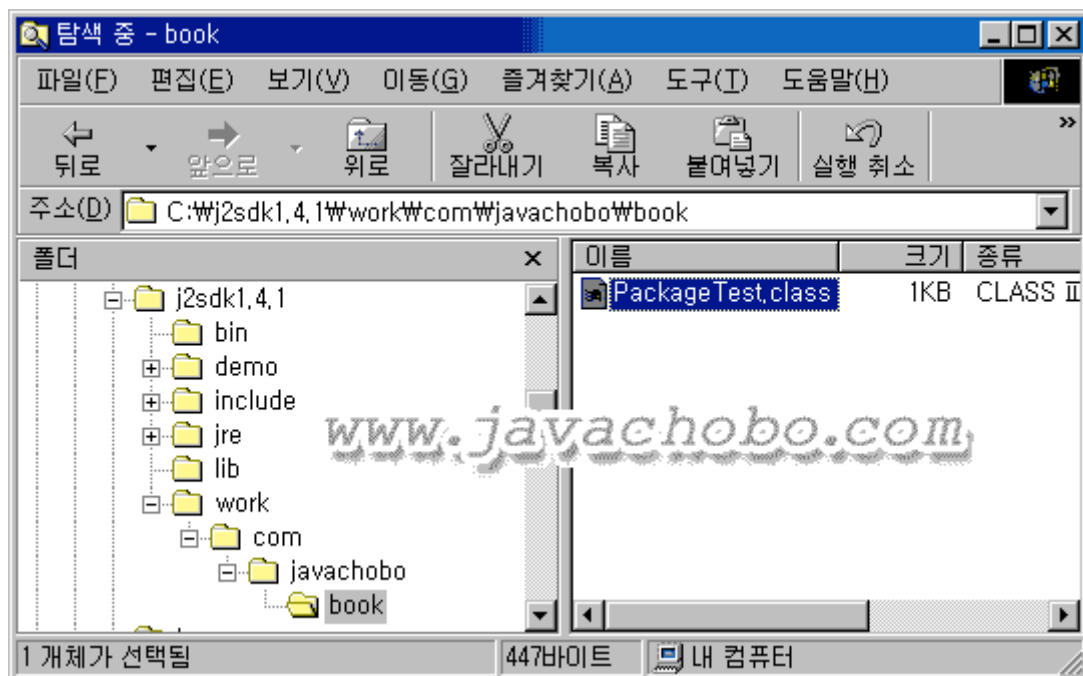 탐색 중 - book
파일(F) 편집(E) 보기(V) 이동(G) 즐겨찾기(A) 도구(T) 도움말(H)
뒤로 앞으로 위로 잘라내기 복사 붙여넣기 실행 취소 »
주소(D) C:₩j2sdk1,4,1₩work₩com₩javachobo₩book
폴더 × 이름 크기 종류
j2sdk1,4,1 PackageTest,class 1KB CLASS
bin
demo
include
jre
www.javachobo.com
lib
work
com
javachobo
book
1 개체가 선택됨 447바이트 내 컴퓨터